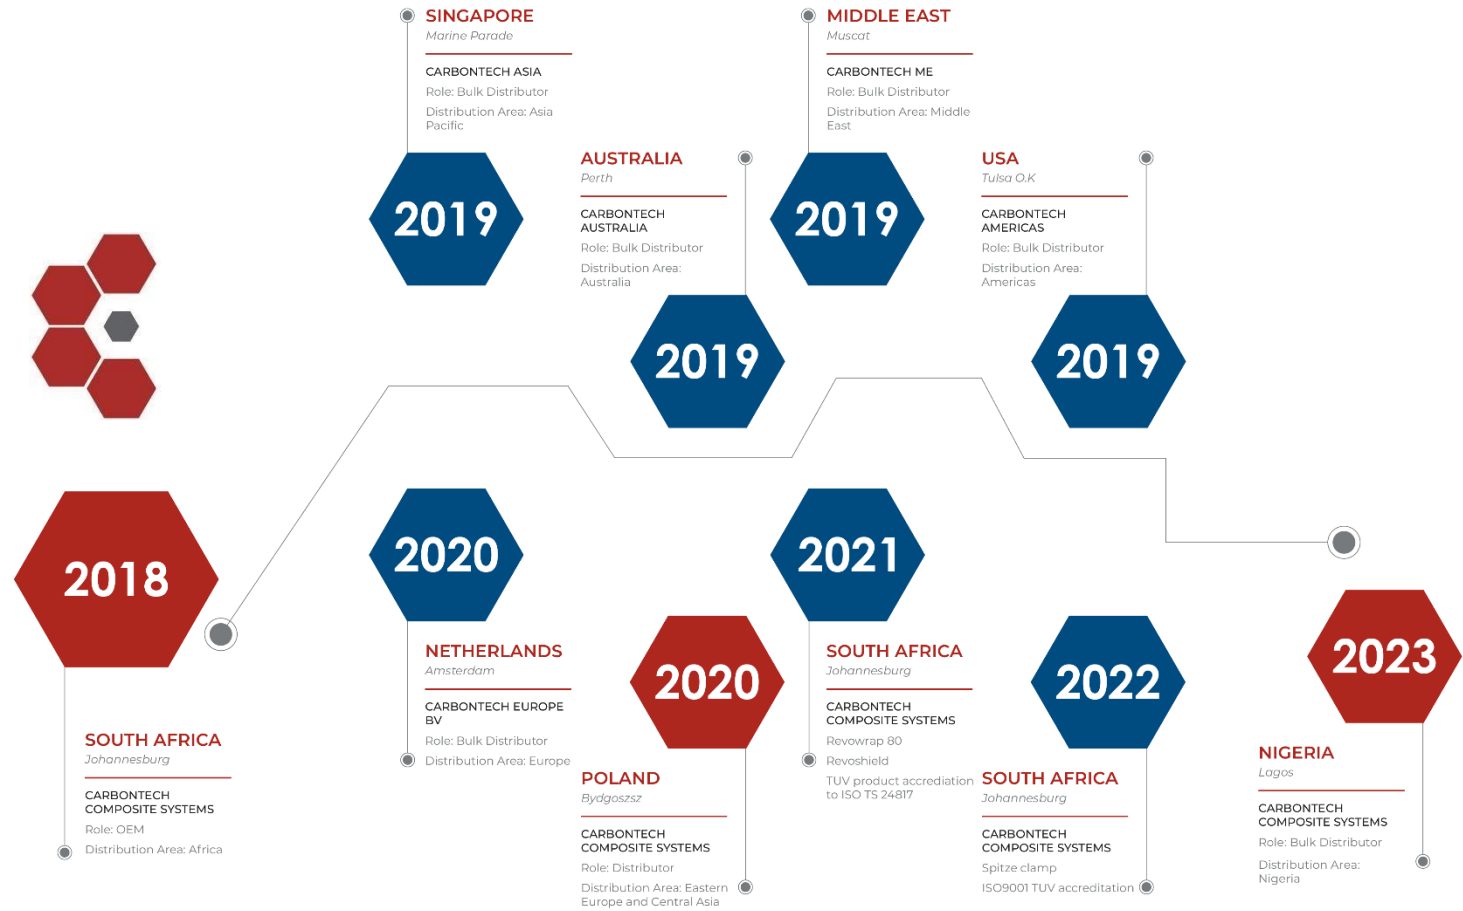 SINGAPORE
Marine Parade
CARBONTECH ASIA
Role: Bulk Distributor
Distribution Area: Asia
Pacific
2019
AUSTRALIA
Perth
CARBONTECH
AUSTRALIA
Role: Bulk Distributor
Distribution Area:
Australia
2019
MIDDLE EAST
Muscat
CARBONTECH ME
Role: Bulk Distributor
Distribution Area: Middle
East
2019
USA
Tulsa O.K
CARBONTECH
AMERICAS
Role: Bulk Distributor
Distribution Area:
Americas
2019
2018
SOUTH AFRICA
Johannesburg
CARBONTECH
COMPOSITE SYSTEMS
Role: OEM
Distribution Area: Africa
2020
NETHERLANDS
Amsterdam
CARBONTECH EUROPE
BV
Role: Bulk Distributor
Distribution Area: Europe
2020
POLAND
Bydgoszsz
CARBONTECH
COMPOSITE SYSTEMS
Role: Distributor
Distribution Area: Eastern
Europe and Central Asia
2021
SOUTH AFRICA
Johannesburg
CARBONTECH
COMPOSITE SYSTEMS
Revowrap 80
Revoshield
TUV product accrediation
to ISO TS 24817
2022
SOUTH AFRICA
Johannesburg
CARBONTECH
COMPOSITE SYSTEMS
Spitze clamp
ISO9001 TUV accreditation
2023
NIGERIA
Lagos
CARBONTECH
COMPOSITE SYSTEMS
Role: Bulk Distributor
Distribution Area:
Nigeria